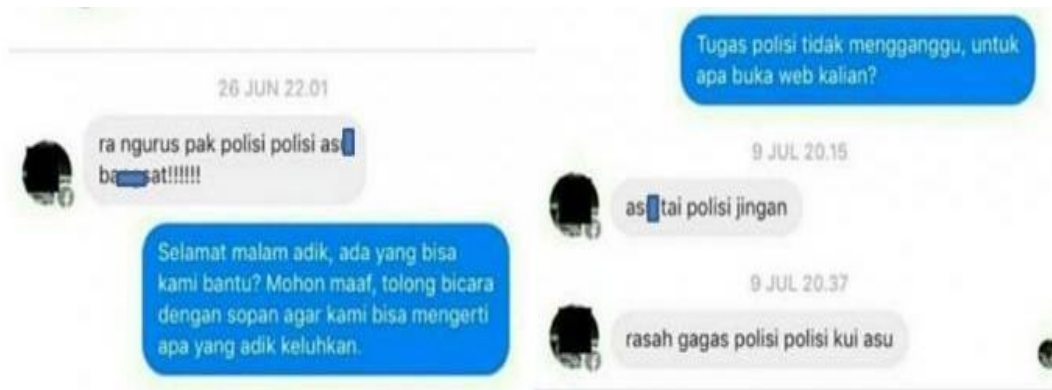 26 JUN 22.01
ra ngurus pak polisi polisi as
ba sat!!!!!!
Selamat malam adik, ada yang bisa
kami bantu? Mohon maaf, tolong bicara
dengan sopan agar kami bisa mengerti
apa yang adik keluhkan.
Tugas polisi tidak mengganggu, untuk
apa buka web kalian?
9 JUL 20.15
as tai polisi jingan
9 JUL 20.37
rasah gagas polisi polisi kui asu